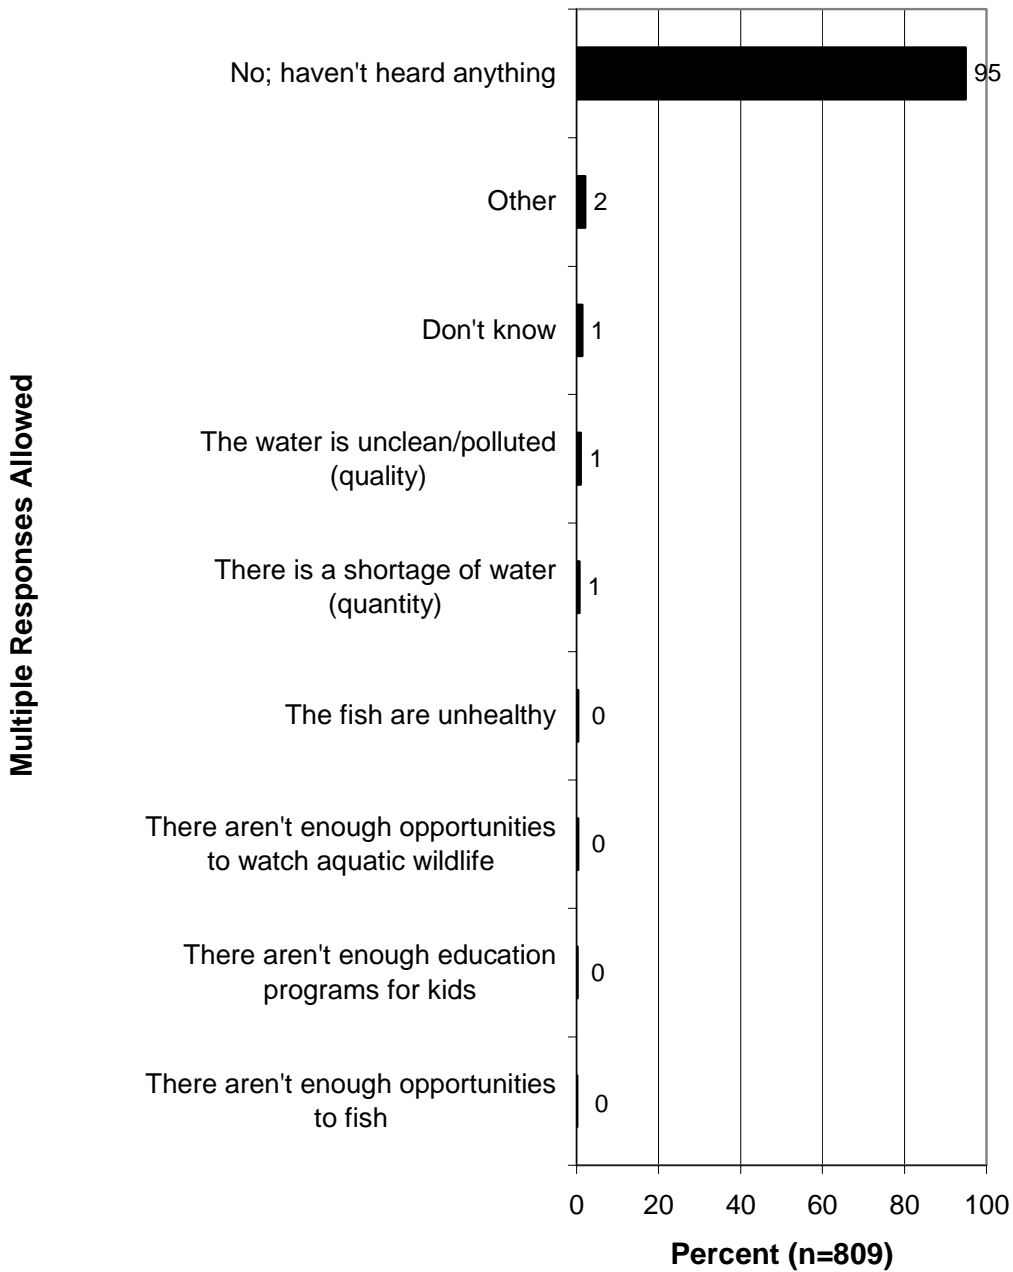 Multiple Responses Allowed
No; haven't heard anything
95
Other
2
Don't know
1
The water is unclean/polluted
(quality)
1
There is a shortage of water
(quantity)
1
The fish are unhealthy
0
There aren't enough opportunities
to watch aquatic wildlife
0
There aren't enough education
programs for kids
0
There aren't enough opportunities
to fish
0
0 20 40 60 80 100
Percent (n=809)